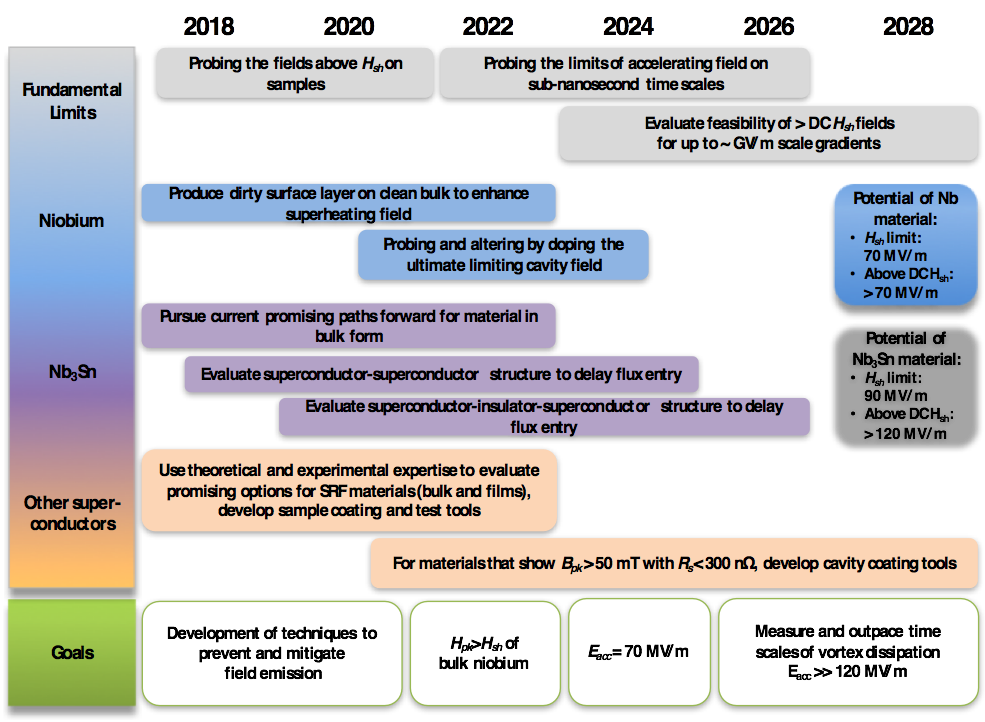 2018 2020 2022 2024 2026 2028
Fundamental
Limits
Probing the fields above Hsh on
samples
Probing the limits of accelerating field on
sub-nanosecond time scales
Evaluate feasibility of > DC Hsh fields
for up to ~ GV/m scale gradients
Niobium
Produce dirty surface layer on clean bulk to enhance
superheating field
Probing and altering by doping the
ultimate limiting cavity field
Potential of Nb
material:
• Hsh limit:
70 MV/m
• Above DCHsh:
>70 MV/m
Nb3Sn
Pursue current promising paths forward for material in
bulk form
Evaluate superconductor-superconductor structure to delay flux entry
Evaluate superconductor-insulator-superconductor structure to delay
flux entry
Potential of
Nb3Sn material:
• Hsh limit:
90 MV/m
• Above DCHsh:
>120 MV/m
Other super-
conductors
Use theoretical and experimental expertise to evaluate
promising options for SRF materials (bulk and films),
develop sample coating and test tools
For materials that show Bpk>50 mT with Rs<300 nΩ, develop cavity coating tools
Goals
Development of techniques to
prevent and mitigate
field emission
Hpk>Hsh of
bulk niobium
Eacc= 70 MV/m
Measure and outpace time
scales of vortex dissipation
Eacc >> 120 MV/m